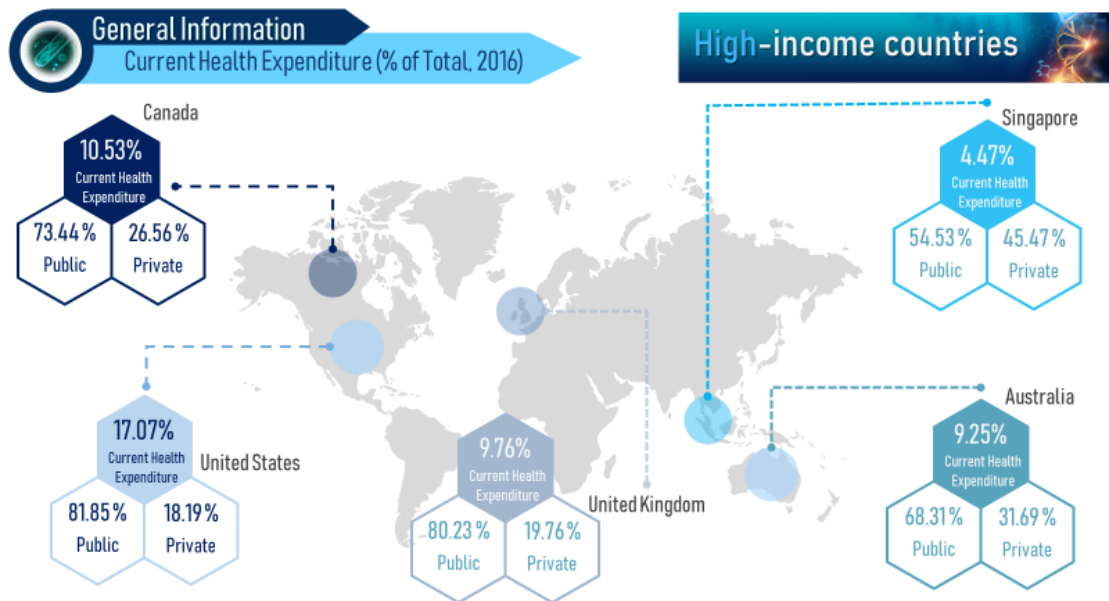 General Information
Current Health Expenditure (% of Total, 2016)
High-income countries
Canada
10.53%
Current Health
Expenditure
73.44%
Public
26.56%
Private
Singapore
4.47%
Current Health
Expenditure
54.53%
Public
45.47%
Private
United States
17.07%
Current Health
Expenditure
81.85%
Public
18.19%
Private
United Kingdom
9.76%
Current Health
Expenditure
80.23%
Public
19.76%
Private
Australia
9.25%
Current Health
Expenditure
68.31%
Public
31.69%
Private